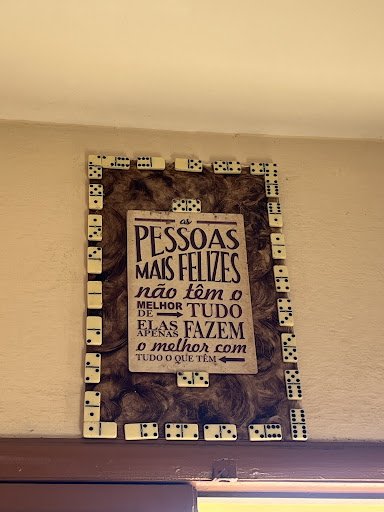 as
PESSOAS
MAIS FELIZES
não têm o
MELHOR DE → TUDO
ELAS APENAS FAZEM
o melhor com
TUDO O QUE TÊM ←